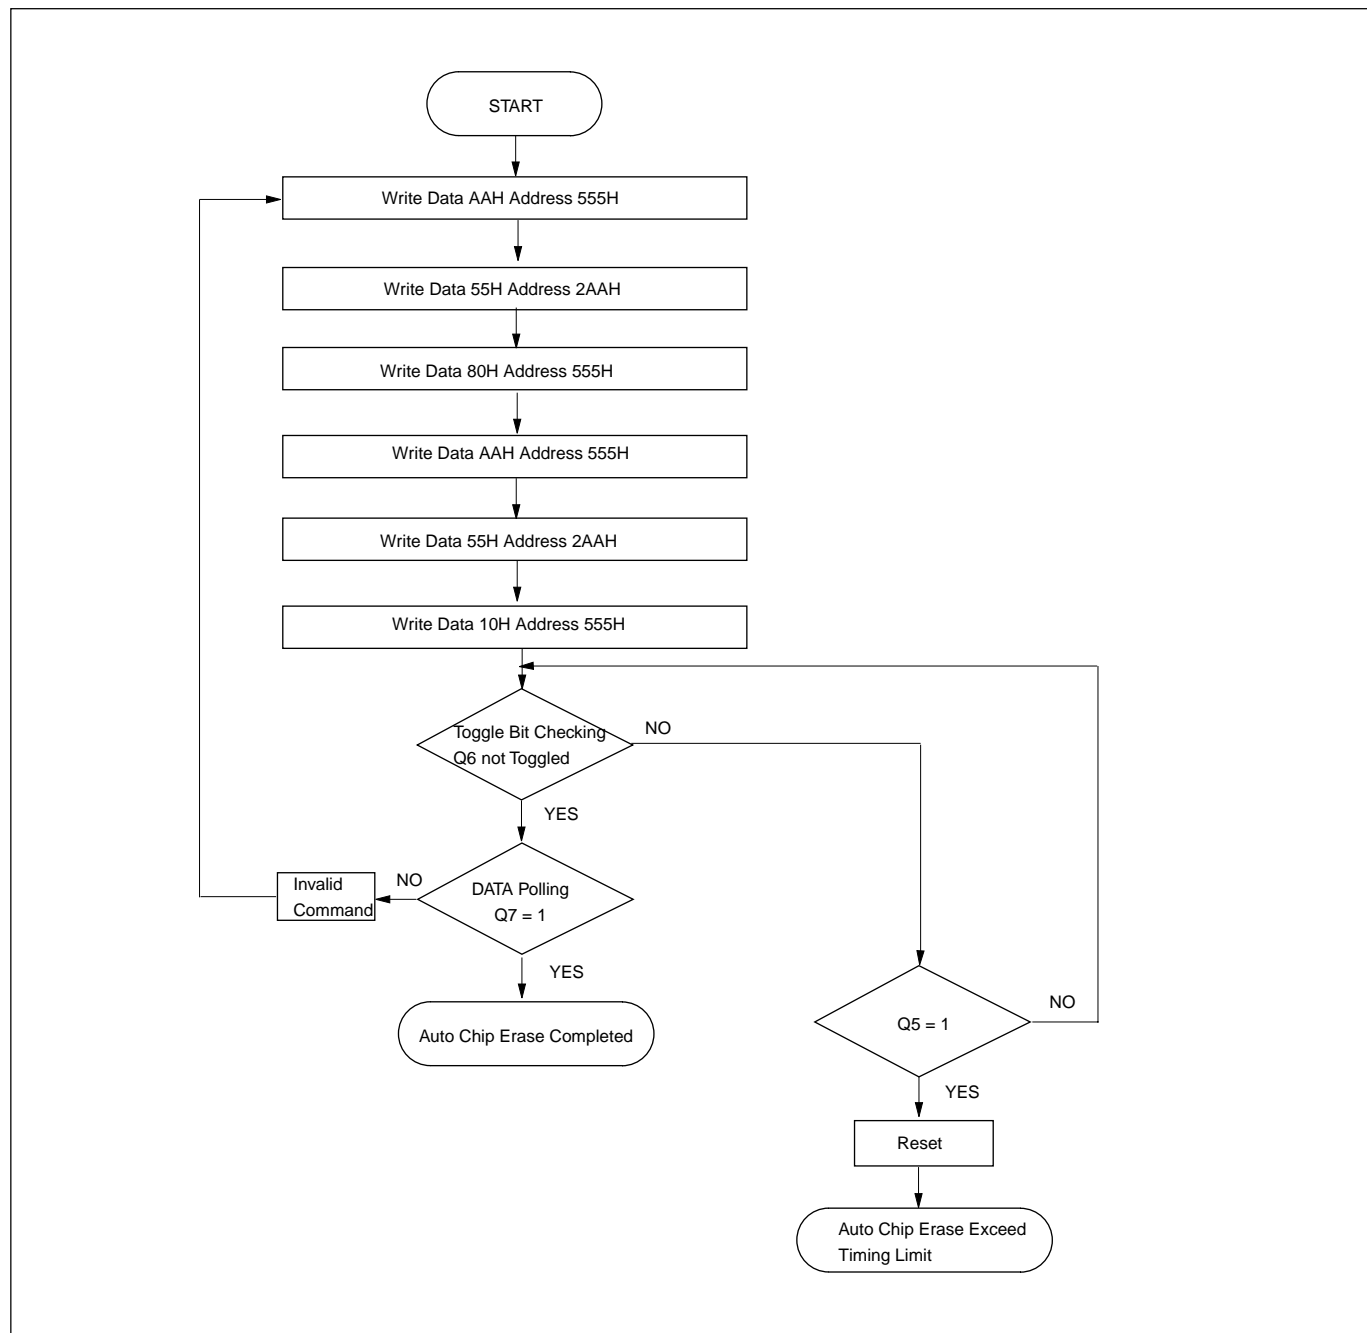 START
Write Data AAH Address 555H
Write Data 55H Address 2AAH
Write Data 80H Address 555H
Write Data AAH Address 555H
Write Data 55H Address 2AAH
Write Data 10H Address 555H
Toggle Bit Checking
Q6 not Toggled
NO
YES
Invalid
Command
NO
DATA Polling
Q7 = 1
YES
Auto Chip Erase Completed
Q5 = 1
NO
YES
Reset
Auto Chip Erase Exceed
Timing Limit